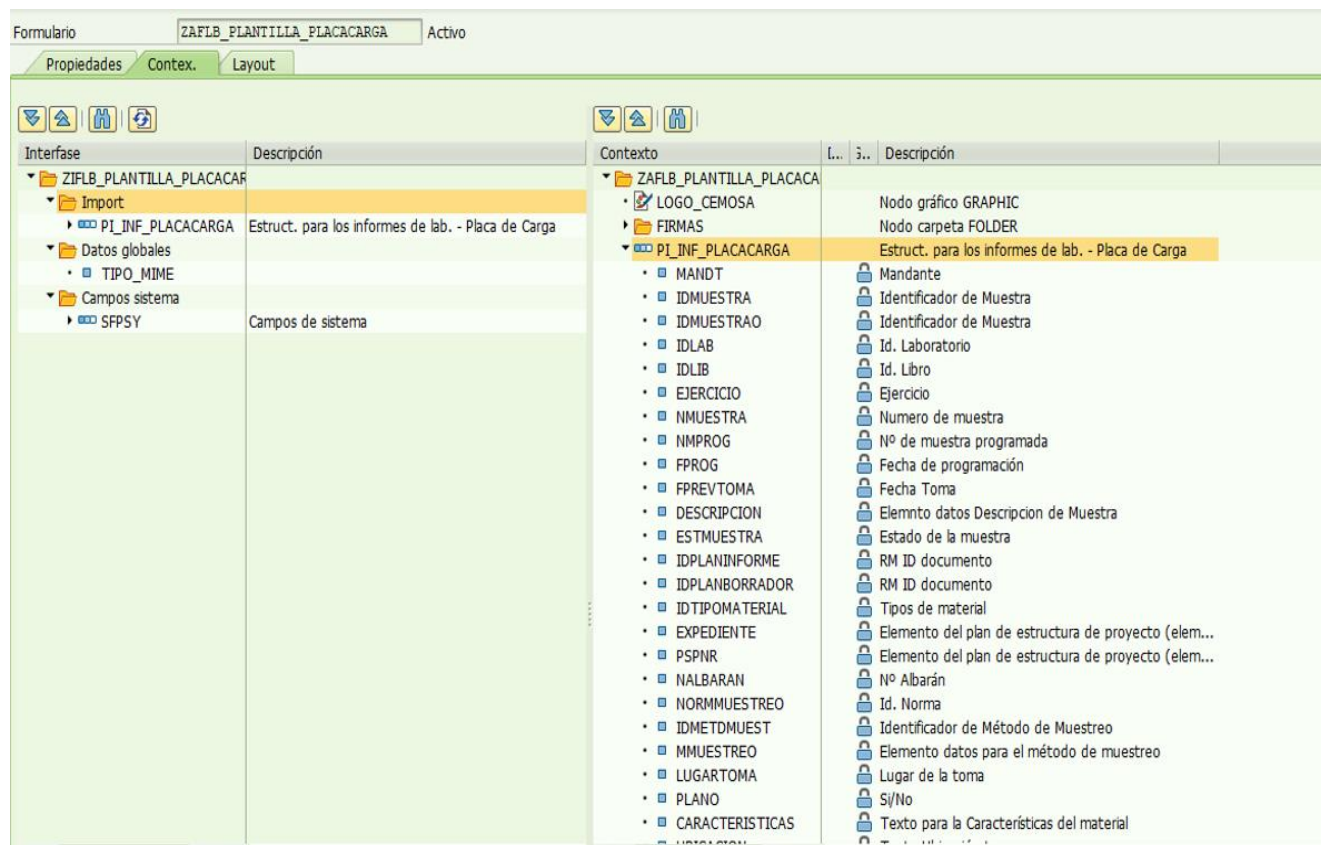 Formulario ZAFLB_PLANTILLA_PLACACARGA Activo
Propiedades Contex. Layout
Interfase Descripción
ZIFLB_PLANTILLA_PLACACAR
Import
PI_INF_PLACACARGA Estruct. para los informes de lab. - Placa de Carga
Datos globales
TIPO_MIME
Campos sistema
SFPSY Campos de sistema
Contexto Descripción
ZAFLB_PLANTILLA_PLACACA
LOGO_CEMOSA Nodo gráfico GRAPHIC
FIRMAS Nodo carpeta FOLDER
PI_INF_PLACACARGA Estruct. para los informes de lab. - Placa de Carga
MANDT Mandante
IDMUESTRA Identificador de Muestra
IDMUESTRAO Identificador de Muestra
IDLAB Id. Laboratorio
IDLIB Id. Libro
EJERCICIO Ejercicio
NMUESTRA Numero de muestra
NMPROG Nº de muestra programada
FPROG Fecha de programación
FPREVTOMA Fecha Toma
DESCRIPCION Elemnto datos Descripcion de Muestra
ESTMUESTRA Estado de la muestra
IDPLANINFORME RM ID documento
IDPLANBORRADOR RM ID documento
IDTIPOMATERIAL Tipos de material
EXPEDIENTE Elemento del plan de estructura de proyecto (elem...
PSPNR Elemento del plan de estructura de proyecto (elem...
NALBARAN Nº Albarán
NORMMUESTREO Id. Norma
IDMETDMUEST Identificador de Método de Muestreo
MMUESTREO Elemento datos para el método de muestreo
LUGARTOMA Lugar de la toma
PLANO Si/No
CARACTERISTICAS Texto para la Características del material